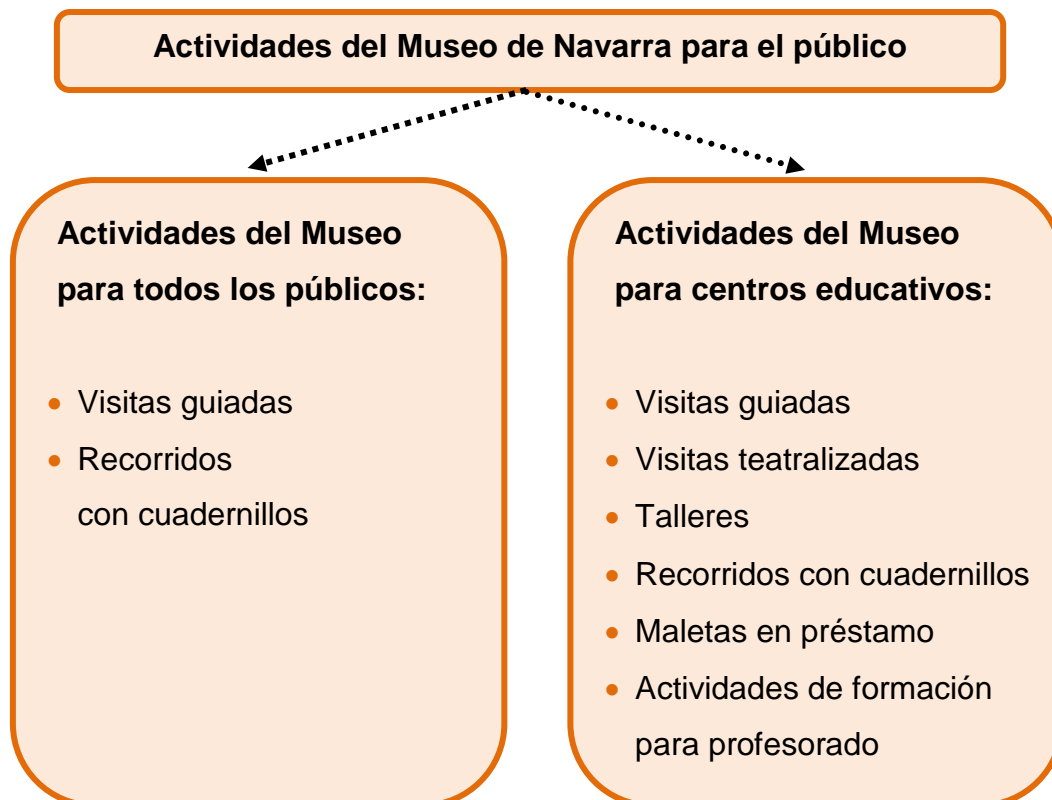 Actividades del Museo de Navarra para el público
Actividades del Museo
para todos los públicos:
• Visitas guiadas
• Recorridos
con cuadernillos
Actividades del Museo
para centros educativos:
• Visitas guiadas
• Visitas teatralizadas
• Talleres
• Recorridos con cuadernillos
• Maletas en préstamo
• Actividades de formación
para profesorado